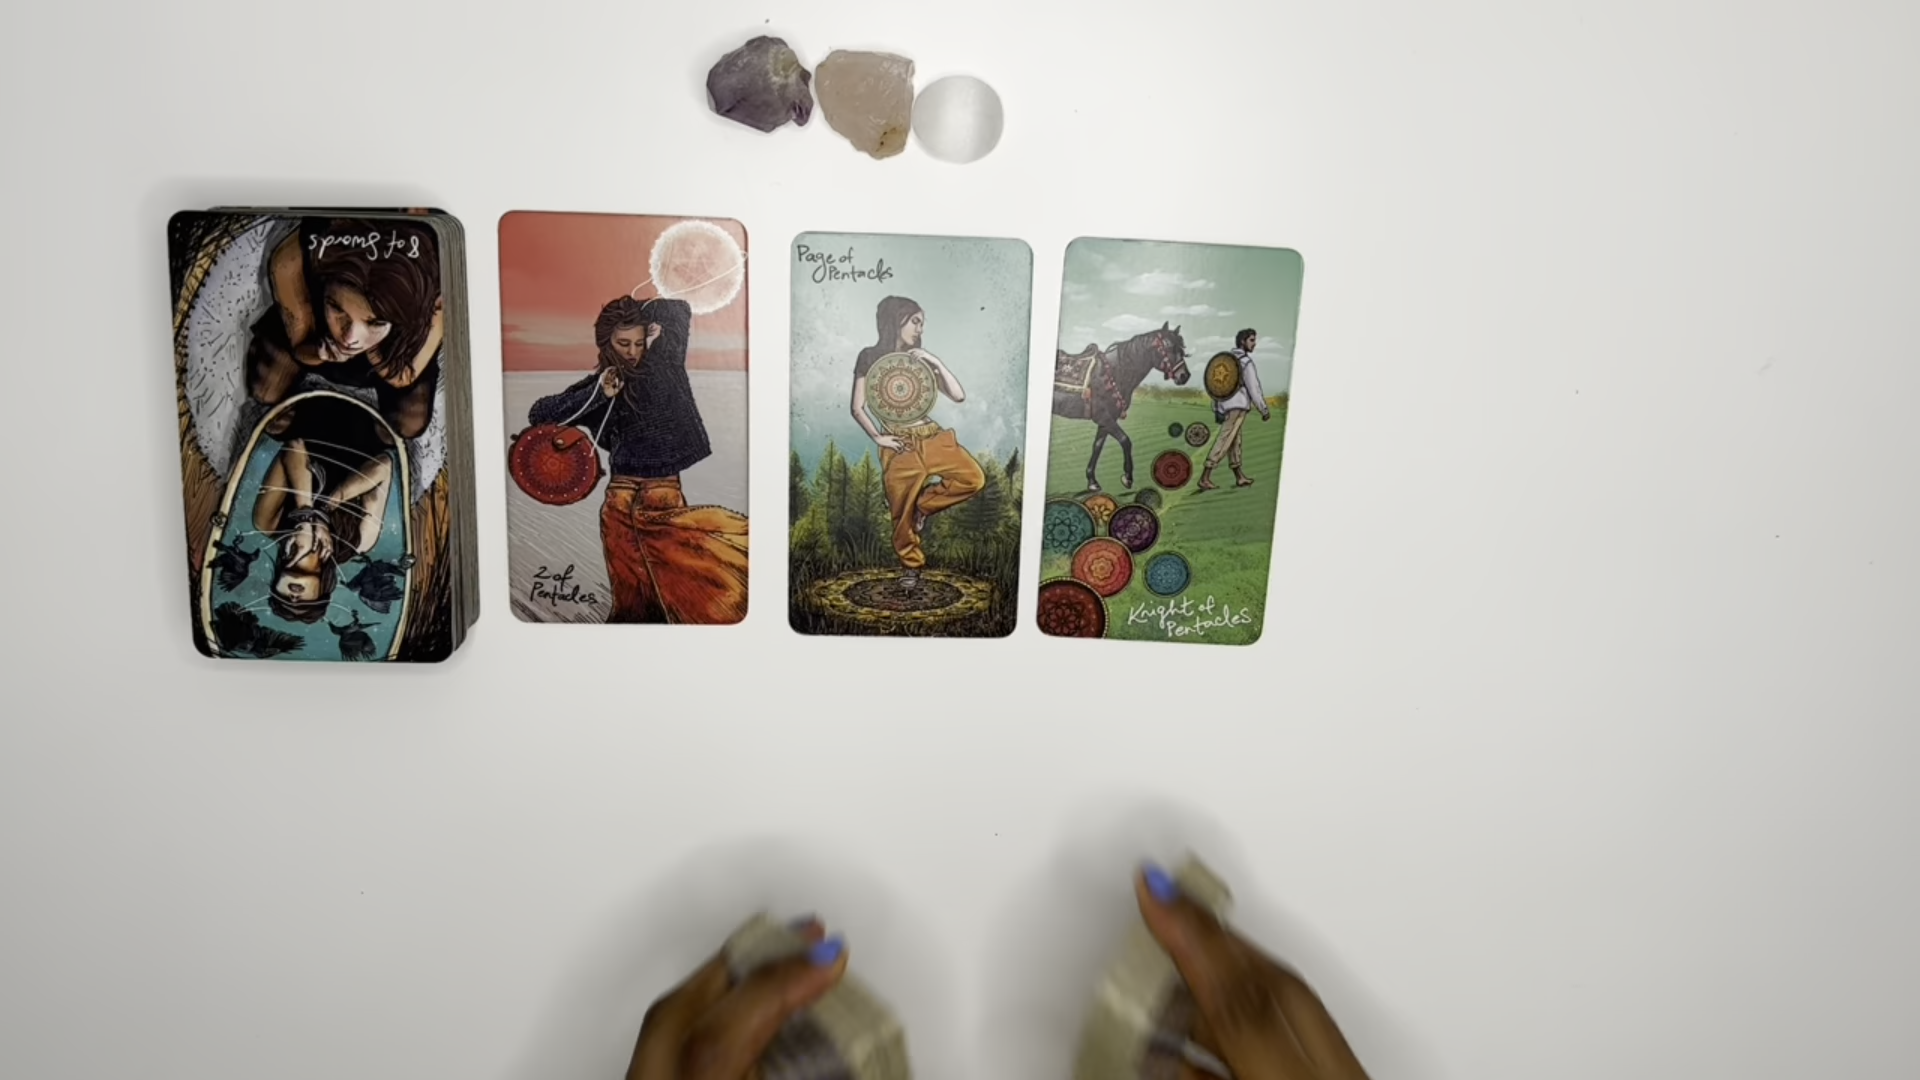 8 of Swords
2 of
Pentacles
Page of
Pentacles
Knight of
Pentacles